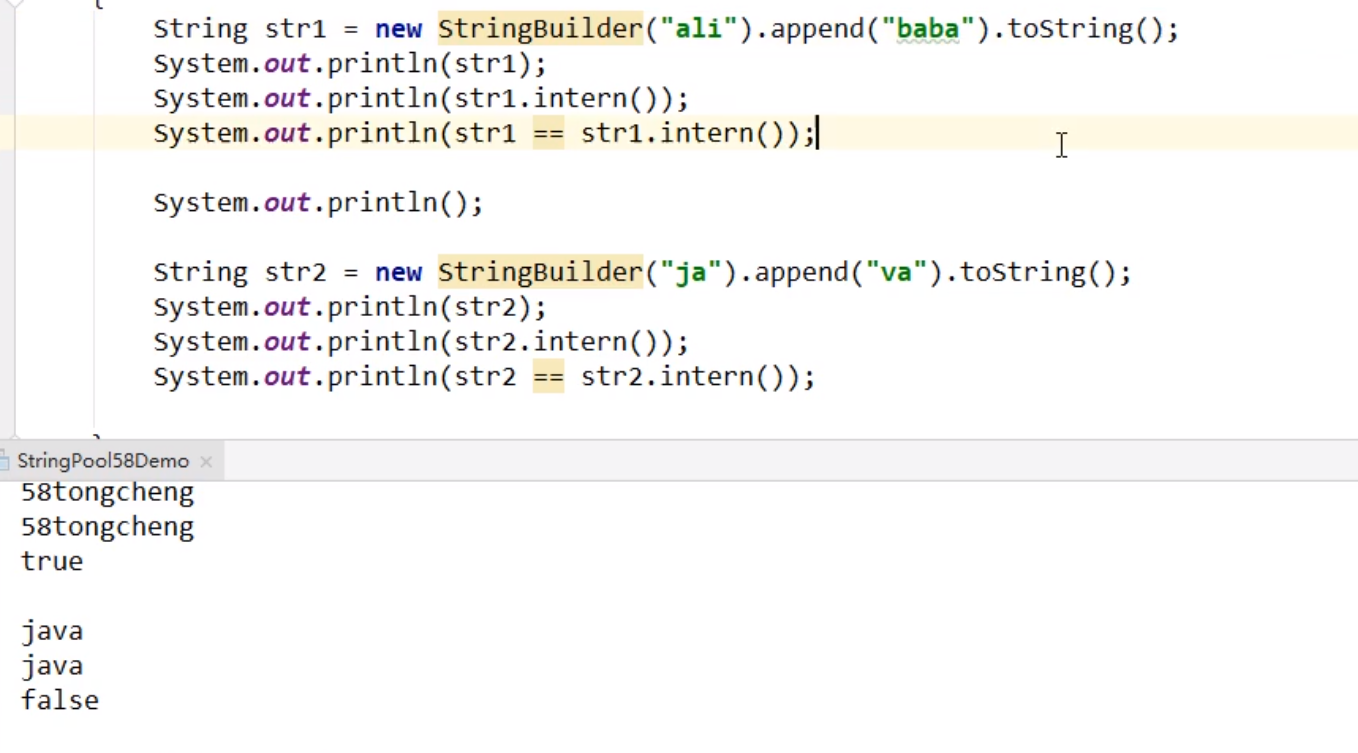 String str1 = new StringBuilder("ali").append("baba").toString();
System.out.println(str1);
System.out.println(str1.intern());
System.out.println(str1 == str1.intern());
System.out.println();
String str2 = new StringBuilder("ja").append("va").toString();
System.out.println(str2);
System.out.println(str2.intern());
System.out.println(str2 == str2.intern());
StringPool58Demo ×
58tongcheng
58tongcheng
true
java
java
false